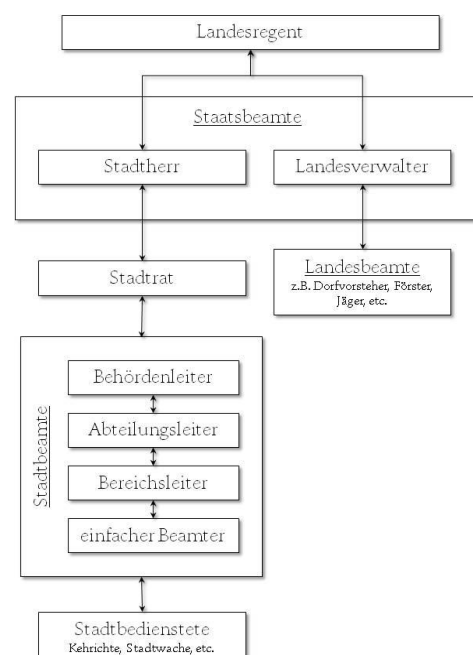 Landesregent
Staatsbeamte
Stadtherr
Landesverwalter
Stadtrat
Landesbeamte
z.B. Dorfvorsteher, Förster,
Jäger, etc.
Stadtbeamte
Behördenleiter
Abteilungsleiter
Bereichsleiter
einfacher Beamter
Stadtbedienstete
Kehrichte, Stadtwache, etc.